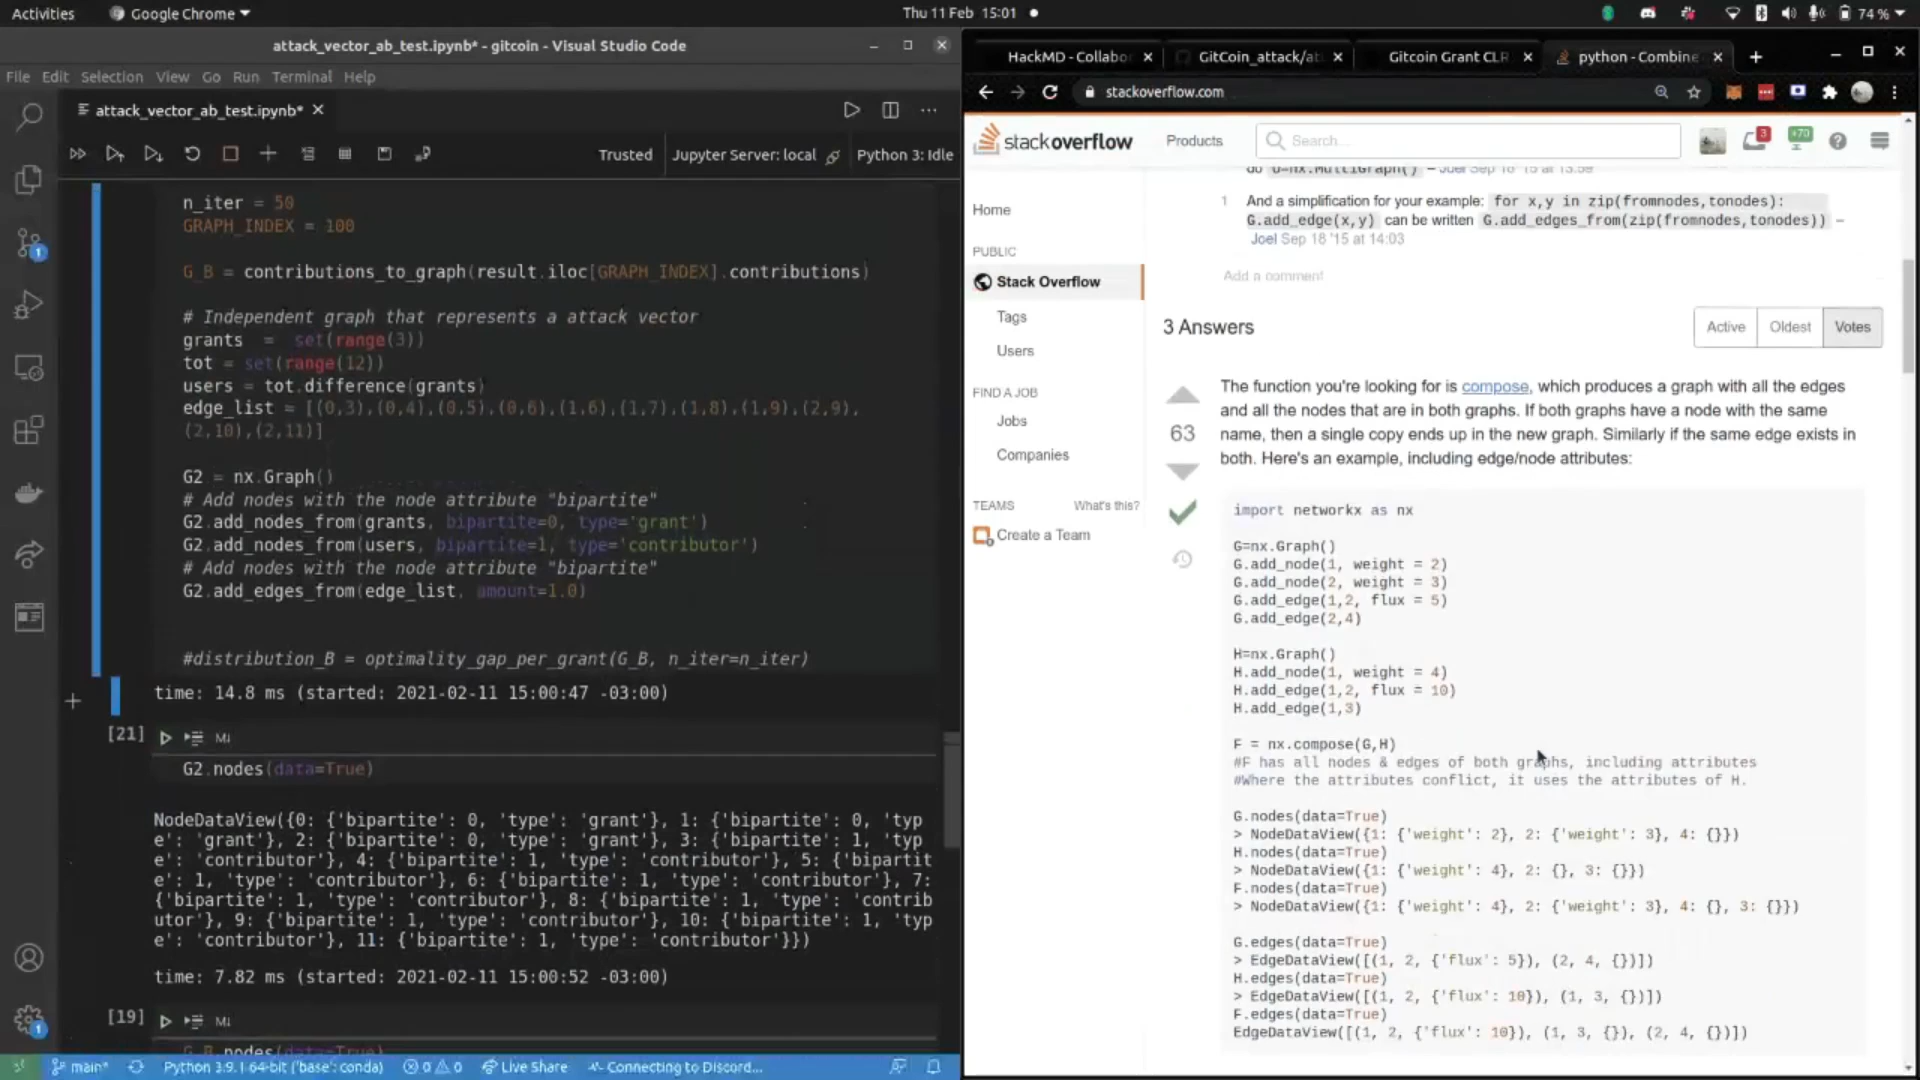 Activities
Google Chrome
Thu 11 Feb 15:01
74 %
attack_vector_ab_test.ipynb* - gitcoin - Visual Studio Code
File Edit Selection View Go Run Terminal Help
attack_vector_ab_test.ipynb*
Trusted
Jupyter Server: local
Python 3: Idle
n_iter = 50
GRAPH_INDEX = 100
G_B = contributions_to_graph(result.iloc[GRAPH_INDEX].contributions)
# Independent graph that represents a attack vector
grants = set(range(3))
tot = set(range(12))
users = tot.difference(grants)
edge_list = [(0,3),(0,4),(0,5),(0,6),(1,6),(1,7),(1,8),(1,9),(2,9),
(2,10),(2,11)]
G2 = nx.Graph()
# Add nodes with the node attribute "bipartite"
G2.add_nodes_from(grants, bipartite=0, type='grant')
G2.add_nodes_from(users, bipartite=1, type='contributor')
# Add nodes with the node attribute "bipartite"
G2.add_edges_from(edge_list, amount=1.0)
#distribution_B = optimality_gap_per_grant(G_B, n_iter=n_iter)
time: 14.8 ms (started: 2021-02-11 15:00:47 -03:00)
[21]
M↓
G2.nodes(data=True)
NodeDataView({0: {'bipartite': 0, 'type': 'grant'}, 1: {'bipartite': 0, 'typ
e': 'grant'}, 2: {'bipartite': 0, 'type': 'grant'}, 3: {'bipartite': 1, 'typ
e': 'contributor'}, 4: {'bipartite': 1, 'type': 'contributor'}, 5: {'bipartit
e': 1, 'type': 'contributor'}, 6: {'bipartite': 1, 'type': 'contributor'}, 7:
{'bipartite': 1, 'type': 'contributor'}, 8: {'bipartite': 1, 'type': 'contrib
utor'}, 9: {'bipartite': 1, 'type': 'contributor'}, 10: {'bipartite': 1, 'typ
e': 'contributor'}, 11: {'bipartite': 1, 'type': 'contributor'}})
time: 7.82 ms (started: 2021-02-11 15:00:52 -03:00)
[19]
M↓
G_B.nodes(data=True)
1
1
main*
Python 3.9.1 64-bit ('base': conda)
0 0
Live Share
Connecting to Discord...
HackMD - Collabo
GitCoin_attack/at
Gitcoin Grant CLR
python - Combine
stackoverflow.com
stackoverflow
Products
Search...
3
+70
Home
PUBLIC
Stack Overflow
Tags
Users
FIND A JOB
Jobs
Companies
TEAMS
What's this?
Create a Team
do G=nx.MultiGraph() – Joel Sep 18 '15 at 13:59
1
And a simplification for your example: for x,y in zip(fromnodes,tonodes):
G.add_edge(x,y) can be written G.add_edges_from(zip(fromnodes,tonodes)) –
Joel Sep 18 '15 at 14:03
Add a comment
3 Answers
Active
Oldest
Votes
63
The function you're looking for is compose, which produces a graph with all the edges
and all the nodes that are in both graphs. If both graphs have a node with the same
name, then a single copy ends up in the new graph. Similarly if the same edge exists in
both. Here's an example, including edge/node attributes:
import networkx as nx
G=nx.Graph()
G.add_node(1, weight = 2)
G.add_node(2, weight = 3)
G.add_edge(1,2, flux = 5)
G.add_edge(2,4)
H=nx.Graph()
H.add_node(1, weight = 4)
H.add_edge(1,2, flux = 10)
H.add_edge(1,3)
F = nx.compose(G,H)
#F has all nodes & edges of both graphs, including attributes
#Where the attributes conflict, it uses the attributes of H.
G.nodes(data=True)
> NodeDataView({1: {'weight': 2}, 2: {'weight': 3}, 4: {}})
H.nodes(data=True)
> NodeDataView({1: {'weight': 4}, 2: {}, 3: {}})
F.nodes(data=True)
> NodeDataView({1: {'weight': 4}, 2: {'weight': 3}, 4: {}, 3: {}})
G.edges(data=True)
> EdgeDataView([(1, 2, {'flux': 5}), (2, 4, {})])
H.edges(data=True)
> EdgeDataView([(1, 2, {'flux': 10}), (1, 3, {})])
F.edges(data=True)
EdgeDataView([(1, 2, {'flux': 10}), (1, 3, {}), (2, 4, {})])